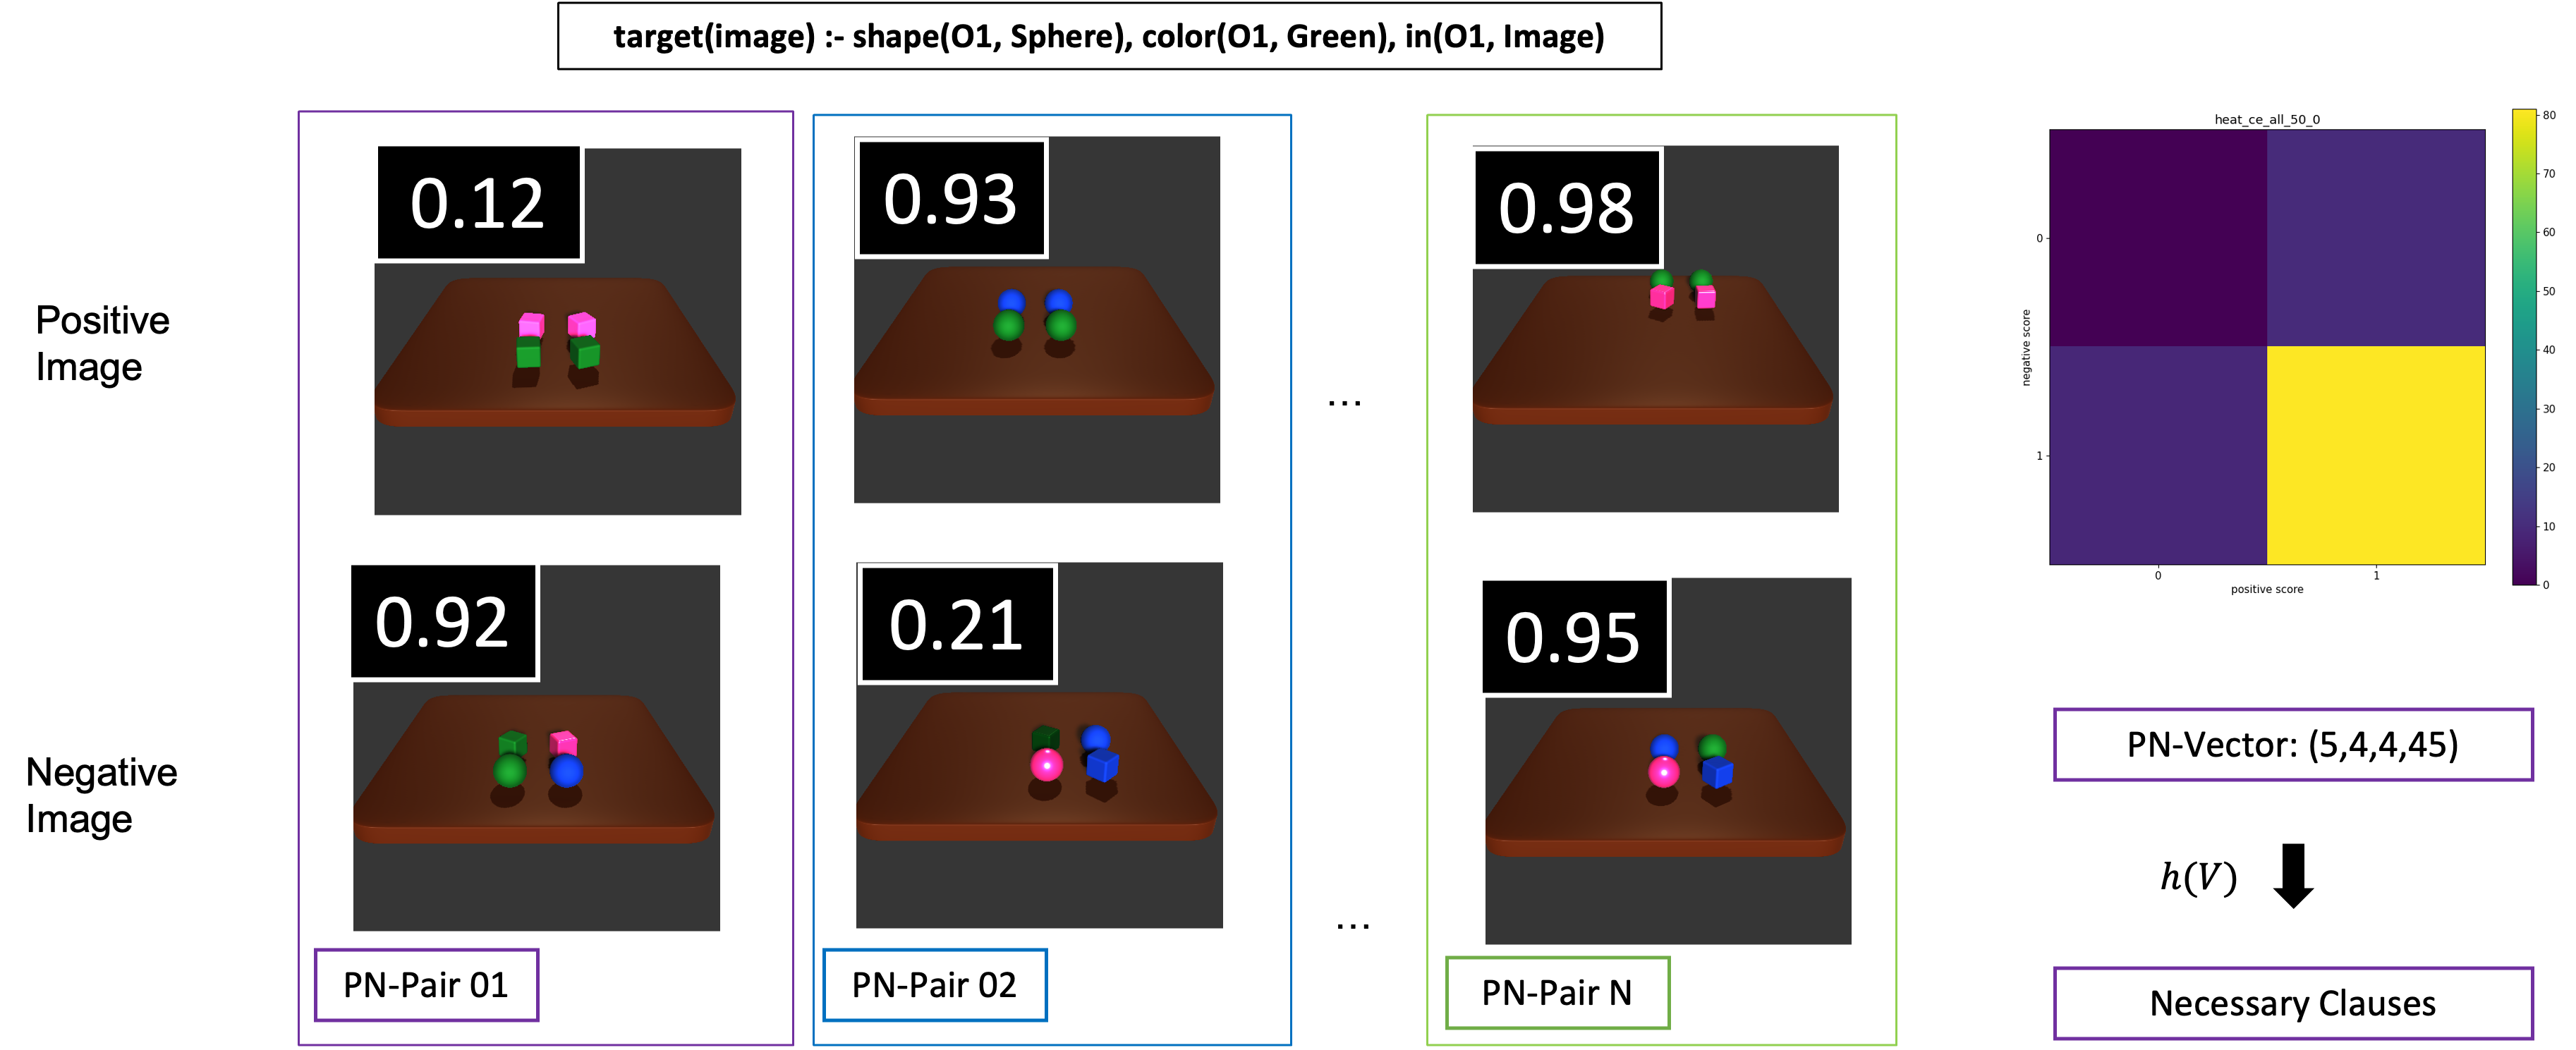 target(image) :- shape(O1, Sphere), color(O1, Green), in(O1, Image)
Positive
Image
0.12
0.93
...
0.98
Negative
Image
0.92
0.21
...
0.95
PN-Pair 01
PN-Pair 02
PN-Pair N
heat_ce_all_50_0
negative score
0
1
0
1
positive score
80
70
60
50
40
30
20
10
0
PN-Vector: (5,4,4,45)
h(V)
Necessary Clauses